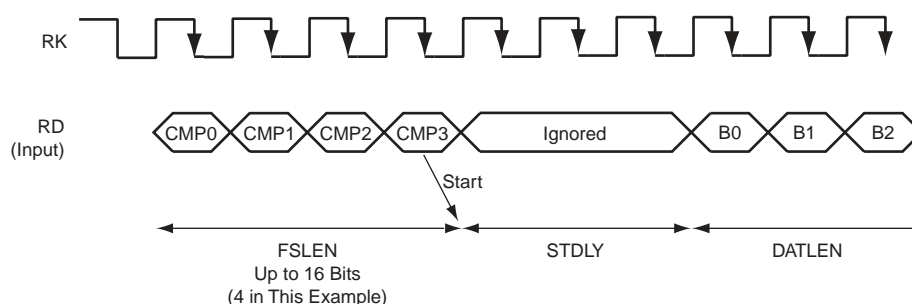 RK
RD
(Input)
CMP0 CMP1 CMP2 CMP3 Ignored B0 B1 B2
Start
FSLEN STDLY DATLEN
Up to 16 Bits
(4 in This Example)